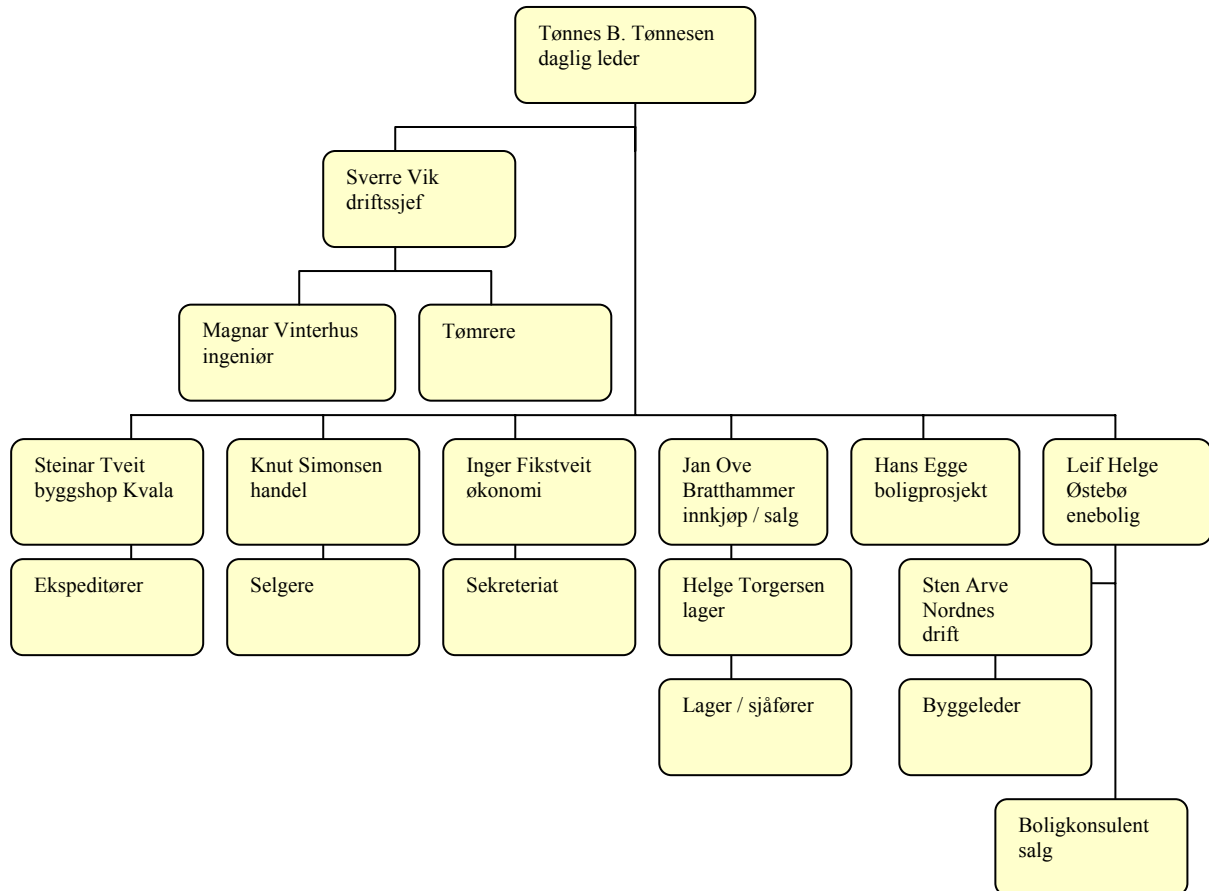 Tønnes B. Tønnesen
daglig leder
Sverre Vik
driftssjef
Magnar Vinterhus
ingeniør
Tømrere
Steinar Tveit
byggshop Kvala
Knut Simonsen
handel
Inger Fikstveit
økonomi
Jan Ove
Bratthammer
innkjøp / salg
Hans Egge
boligprosjekt
Leif Helge
Østebø
enebolig
Ekspeditører
Selgere
Sekreteriat
Helge Torgersen
lager
Sten Arve
Nordnes
drift
Lager / sjåfører
Byggeleder
Boligkonsulent
salg